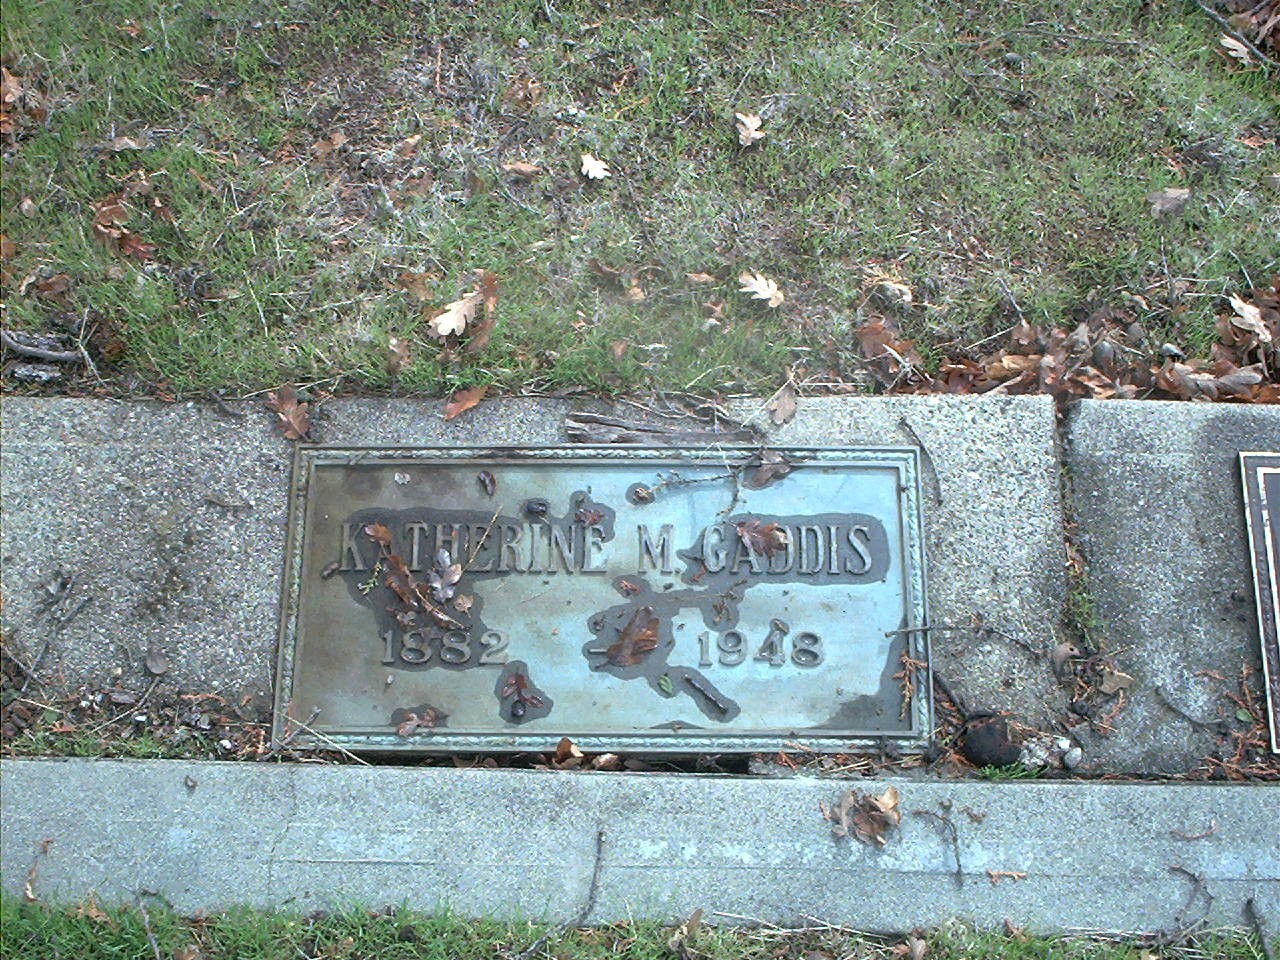 KATHERINE M. GADDIS
1882 - 1948